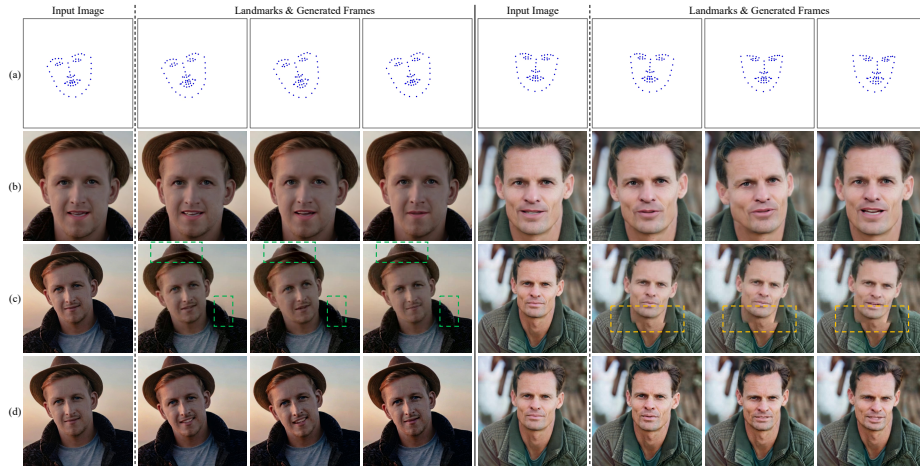 Input Image
Landmarks & Generated Frames
Input Image
Landmarks & Generated Frames
(a)
(b)
(c)
(d)